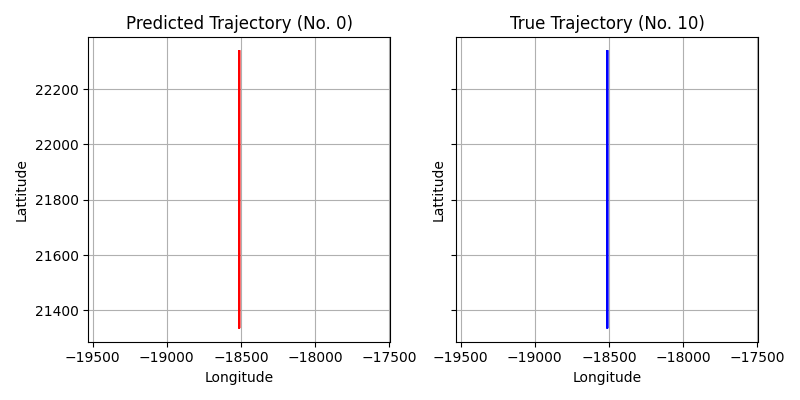 Predicted Trajectory (No. 0)
True Trajectory (No. 10)
Lattitude
22200
22000
21800
21600
21400
−19500 −19000 −18500 −18000 −17500
Longitude
Lattitude
−19500 −19000 −18500 −18000 −17500
Longitude